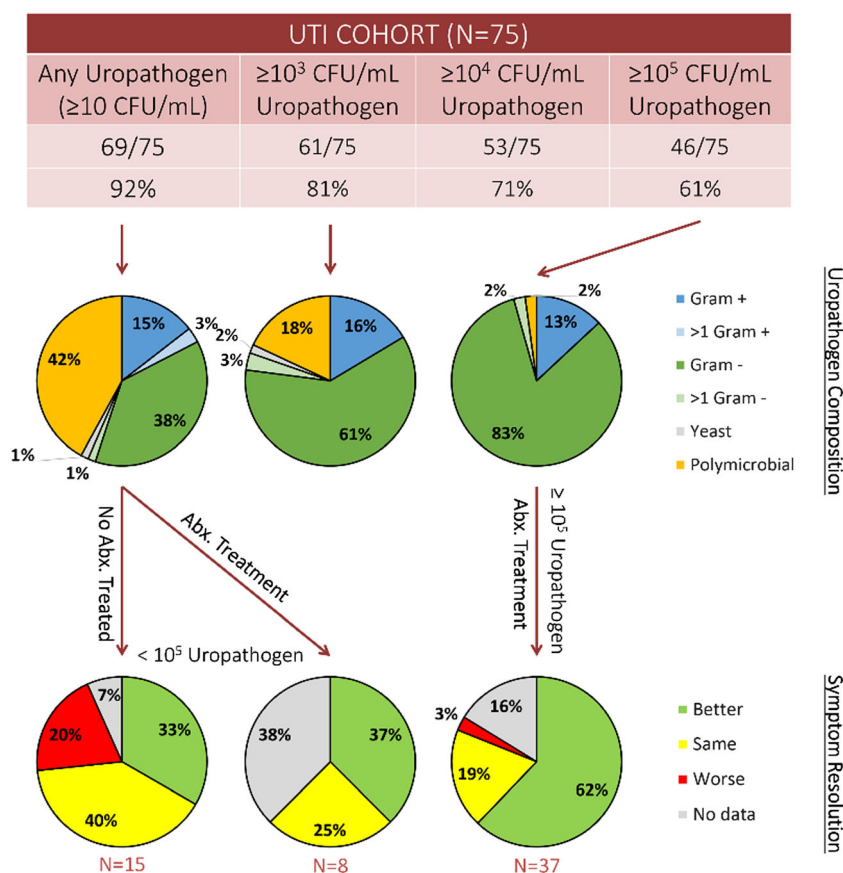 UTI COHORT (N=75)
Any Uropathogen
(≥10 CFU/mL)
≥10³ CFU/mL
Uropathogen
≥10⁴ CFU/mL
Uropathogen
≥10⁵ CFU/mL
Uropathogen
69/75
61/75
53/75
46/75
92%
81%
71%
61%
15%
3%
38%
1%
1%
42%
16%
61%
3%
2%
18%
13%
83%
2%
2%
Gram +
>1 Gram +
Gram -
>1 Gram -
Yeast
Polymicrobial
Uropathogen Composition
No Abx. Treated
Abx. Treatment
≥ 10⁵ Uropathogen
Abx. Treatment
< 10⁵ Uropathogen
33%
40%
20%
7%
37%
25%
38%
62%
19%
3%
16%
Better
Same
Worse
No data
Symptom Resolution
N=15
N=8
N=37